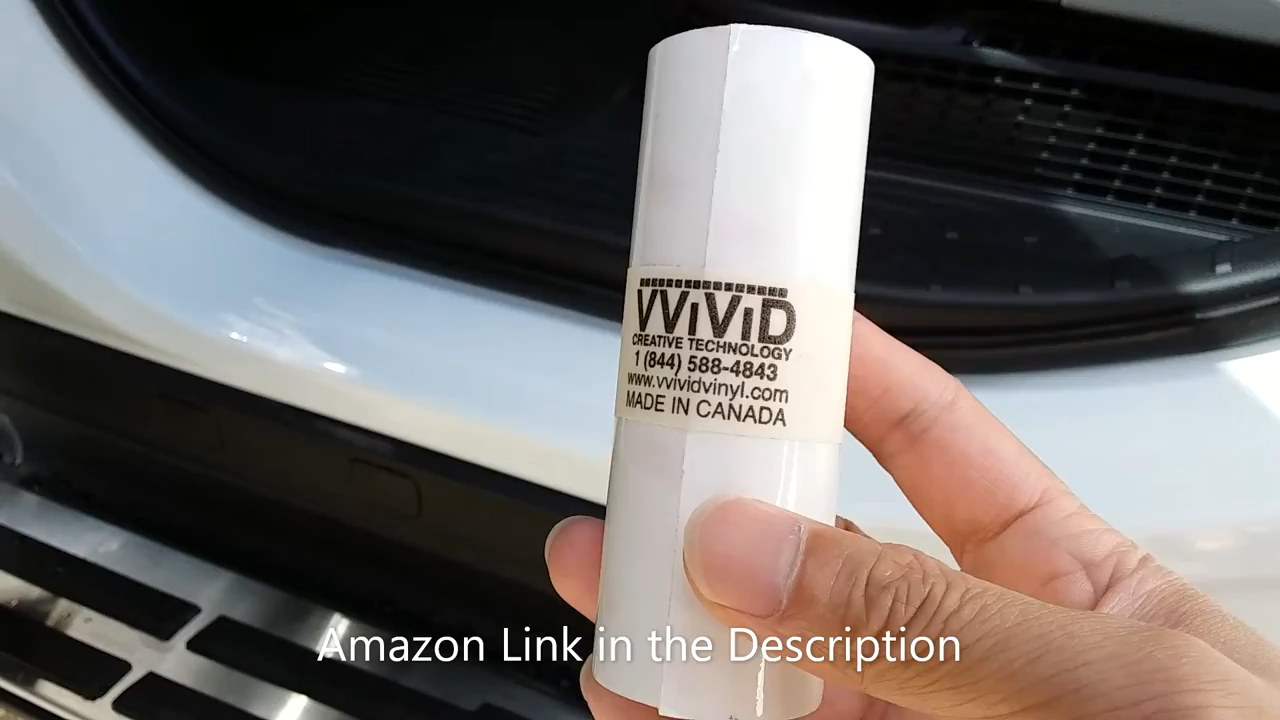 VViViD
CREATIVE TECHNOLOGY
1 (844) 588-4843
www.vvividvinyl.com
MADE IN CANADA
Amazon Link in the Description